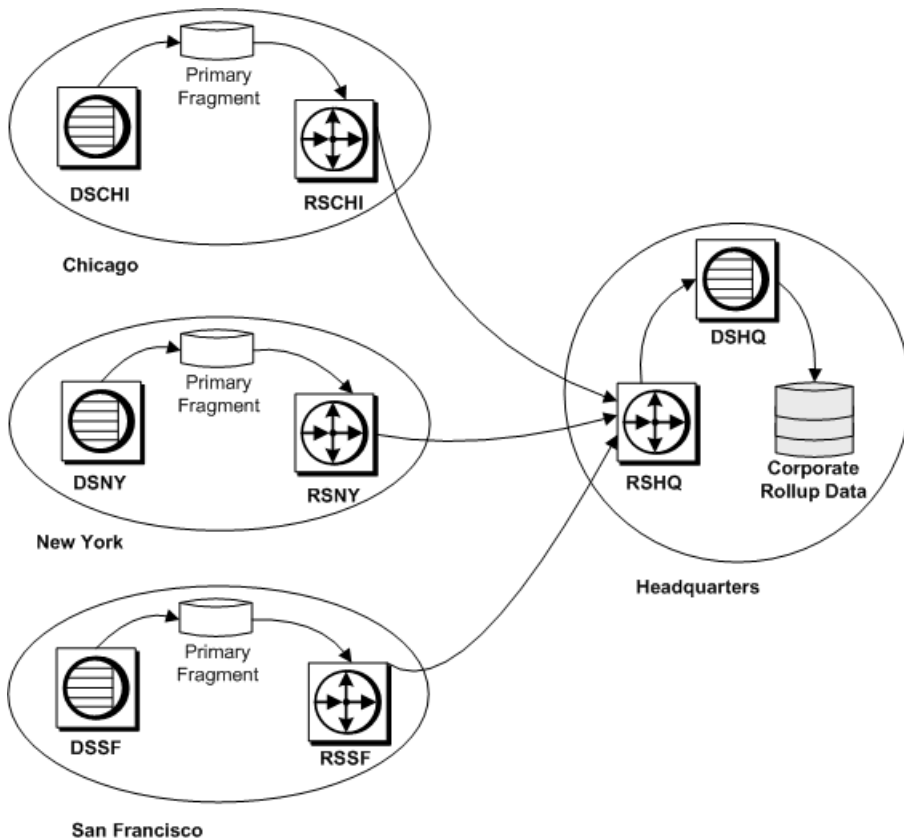 Primary
Fragment
DSCHI
RSCHI
Chicago
Primary
Fragment
DSNY
RSNY
New York
Primary
Fragment
DSSF
RSSF
San Francisco
DSHQ
RSHQ
Corporate
Rollup Data
Headquarters